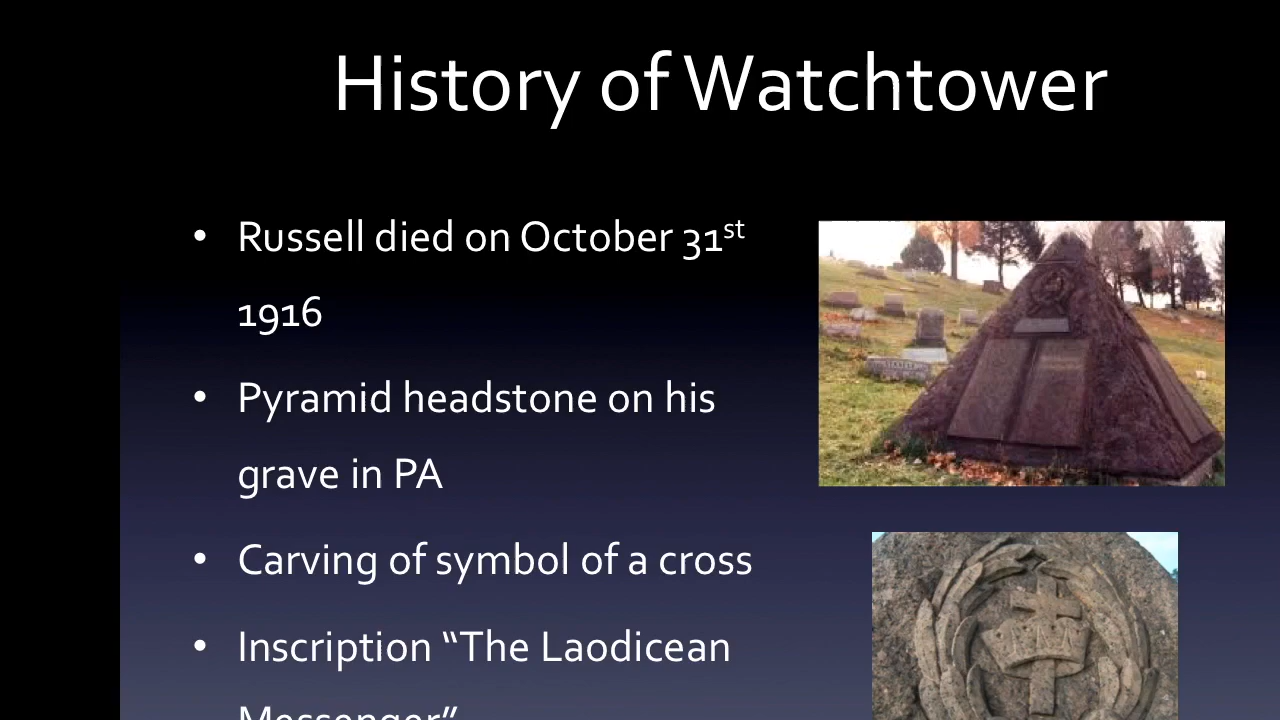 History of Watchtower
• Russell died on October 31st
1916
• Pyramid headstone on his
grave in PA
• Carving of symbol of a cross
• Inscription “The Laodicean
Messenger”